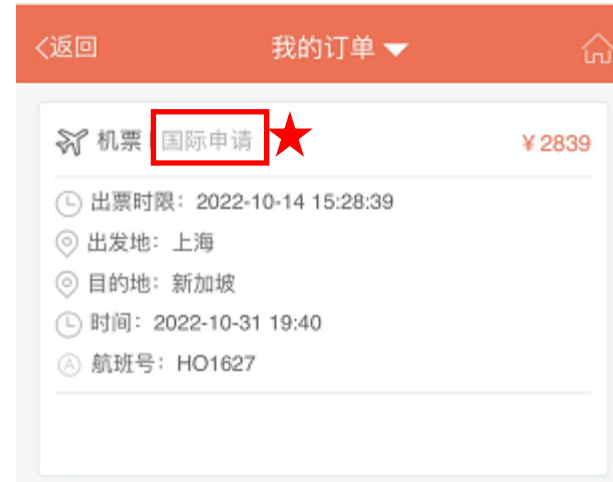 返回
我的订单
机票 国际申请 ¥2839
出票时限：2022-10-14 15:28:39
出发地：上海
目的地：新加坡
时间：2022-10-31 19:40
航班号：HO1627